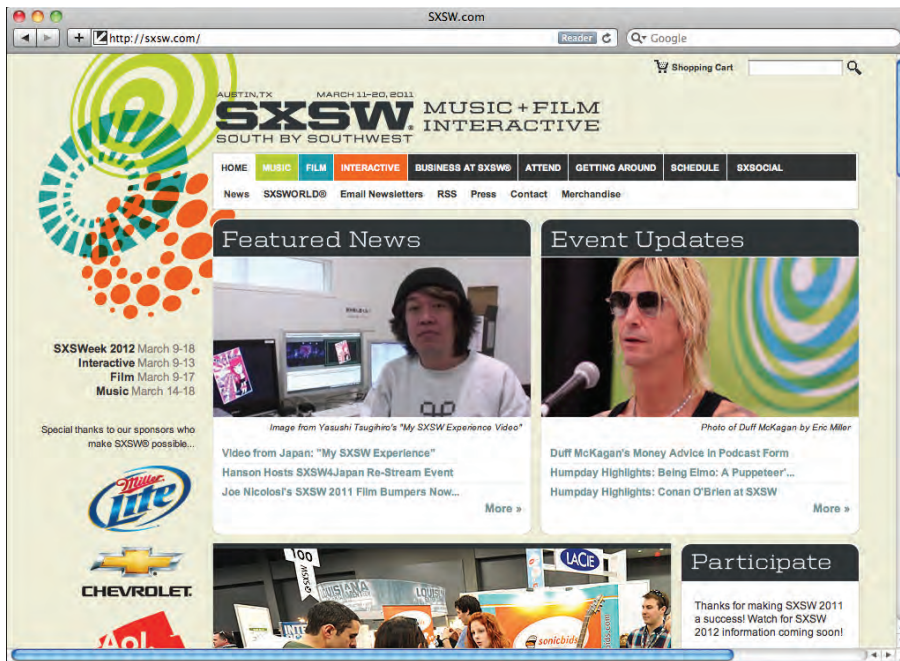 SXSW.com
http://sxsw.com/
Reader
Google
Shopping Cart
AUSTIN, TX MARCH 11-20, 2011
SXSW®
SOUTH BY SOUTHWEST
MUSIC + FILM
INTERACTIVE
HOME MUSIC FILM INTERACTIVE BUSINESS AT SXSW® ATTEND GETTING AROUND SCHEDULE SXSOCIAL
News SXSWORLD® Email Newsletters RSS Press Contact Merchandise
Featured News
Image from Yasushi Tsugihiro's "My SXSW Experience Video"
Video from Japan: "My SXSW Experience"
Hanson Hosts SXSW4Japan Re-Stream Event
Joe Nicolosi's SXSW 2011 Film Bumpers Now...
More »
Event Updates
Photo of Duff McKagan by Eric Miller
Duff McKagan's Money Advice in Podcast Form
Humpday Highlights: Being Elmo: A Puppeteer'...
Humpday Highlights: Conan O'Brien at SXSW
More »
SXSWeek 2012 March 9-18
Interactive March 9-13
Film March 9-17
Music March 14-18
Special thanks to our sponsors who
make SXSW® possible...
Miller
Lite
CHEVROLET
Aol.
100
@SXSW
LOUISIANA
LACIE
sonicbids
Participate
Thanks for making SXSW 2011
a success! Watch for SXSW
2012 information coming soon!